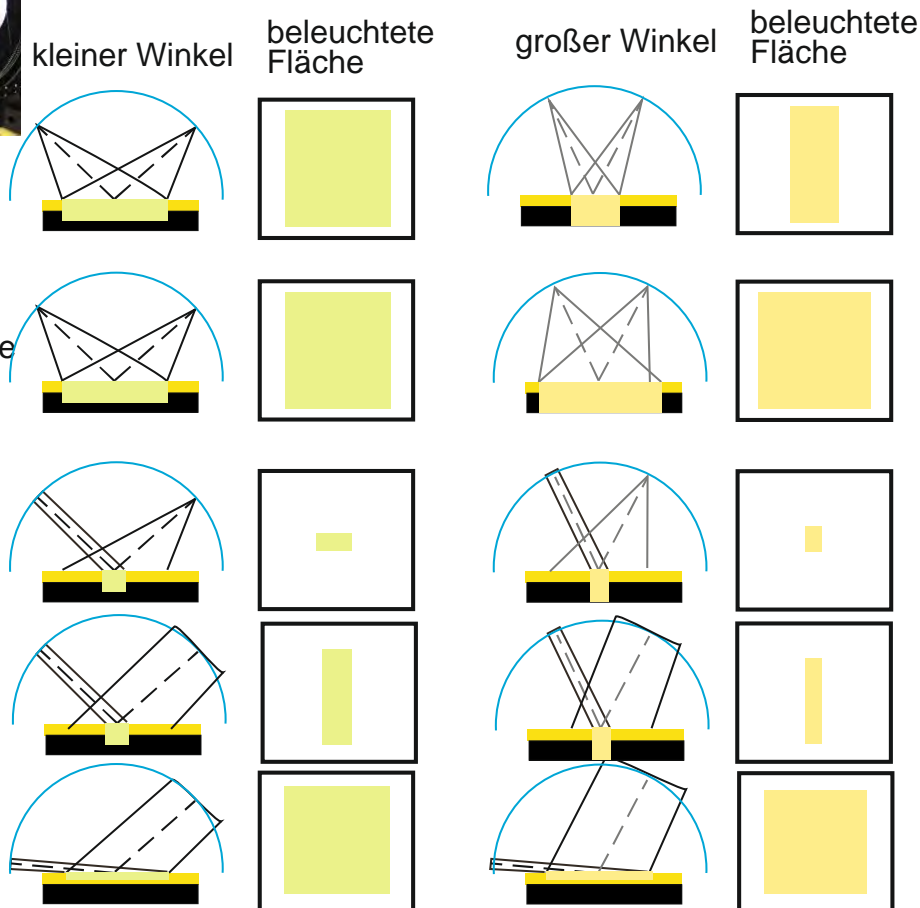 kleiner Winkel
beleuchtete
Fläche
großer Winkel
beleuchtete
Fläche
e